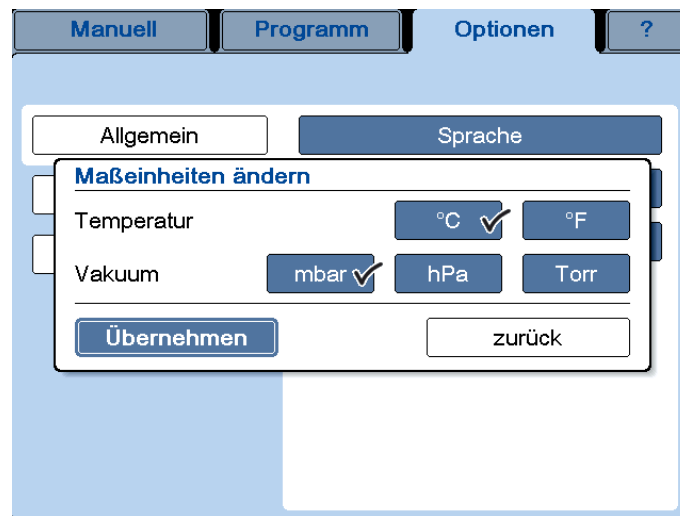 Manuell Programm Optionen ?
Allgemein Sprache
Maßeinheiten ändern
Temperatur °C °F
Vakuum mbar hPa Torr
Übernehmen zurück